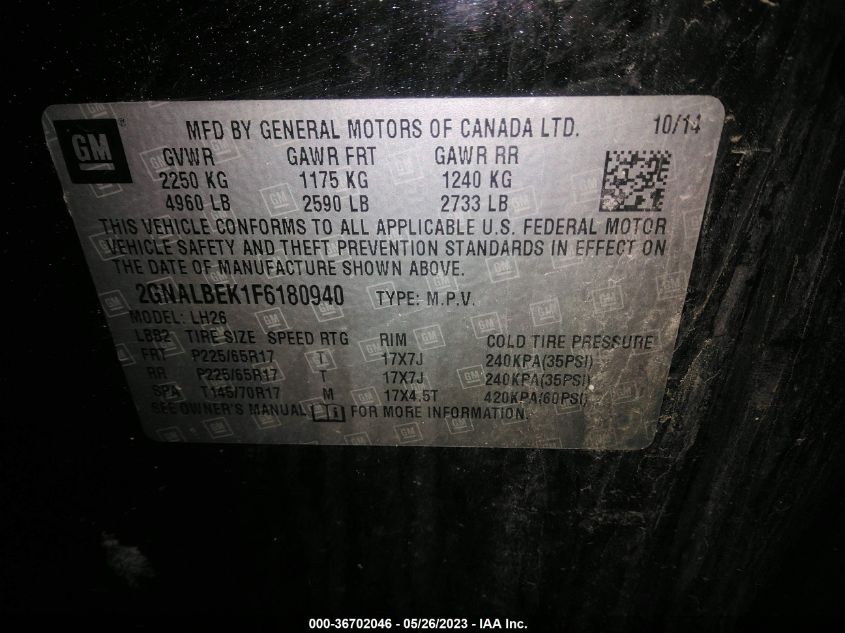 GM MFD BY GENERAL MOTORS OF CANADA LTD. 10/14
GVWR GAWR FRT GAWR RR
2250 KG 1175 KG 1240 KG
4960 LB 2590 LB 2733 LB
THIS VEHICLE CONFORMS TO ALL APPLICABLE U.S. FEDERAL MOTOR
VEHICLE SAFETY AND THEFT PREVENTION STANDARDS IN EFFECT ON
THE DATE OF MANUFACTURE SHOWN ABOVE.
2GNALBEK1F6180940 TYPE: M.P.V.
MODEL: LH26
LBB2 TIRE SIZE SPEED RTG RIM COLD TIRE PRESSURE
FRT P225/65R17 T 17X7J 240KPA(35PSI)
RR P225/65R17 T 17X7J 240KPA(35PSI)
SPA T145/70R17 M 17X4.5T 420KPA(60PSI)
SEE OWNER'S MANUAL FOR MORE INFORMATION.
000-36702046 - 05/26/2023 - IAA Inc.